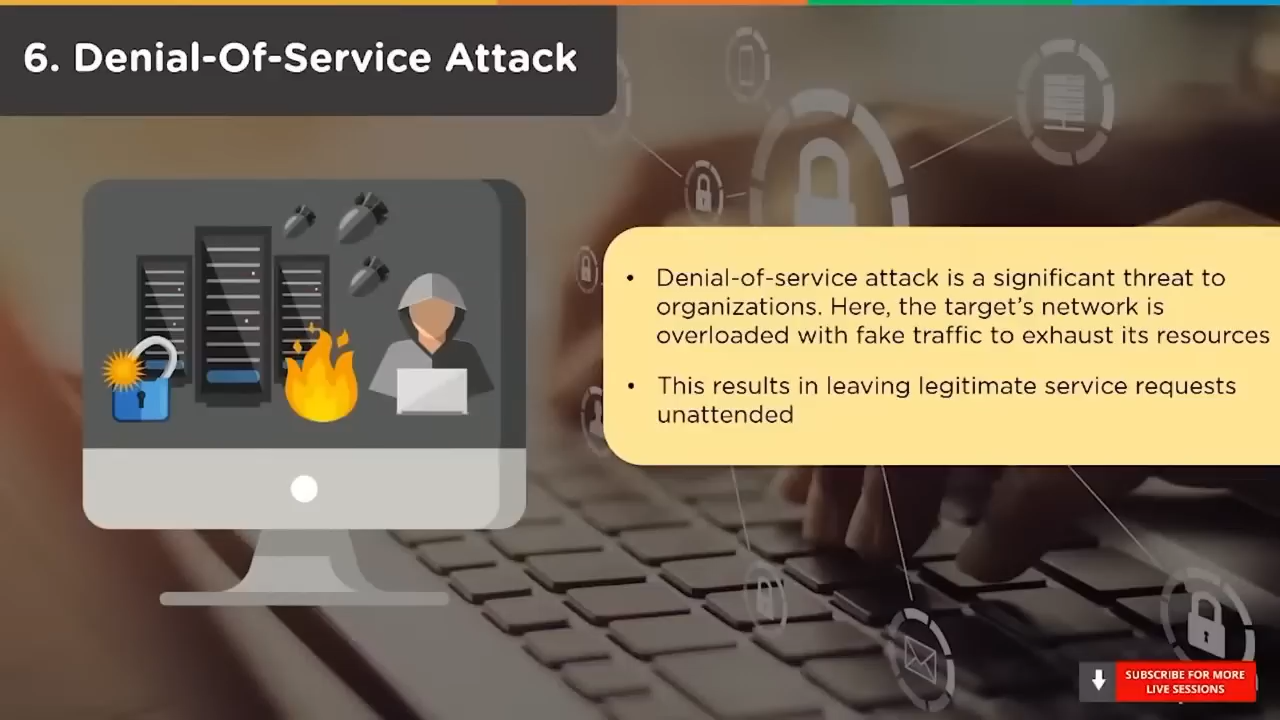 6. Denial-Of-Service Attack
• Denial-of-service attack is a significant threat to
organizations. Here, the target's network is
overloaded with fake traffic to exhaust its resources
• This results in leaving legitimate service requests
unattended
SUBSCRIBE FOR MORE
LIVE SESSIONS